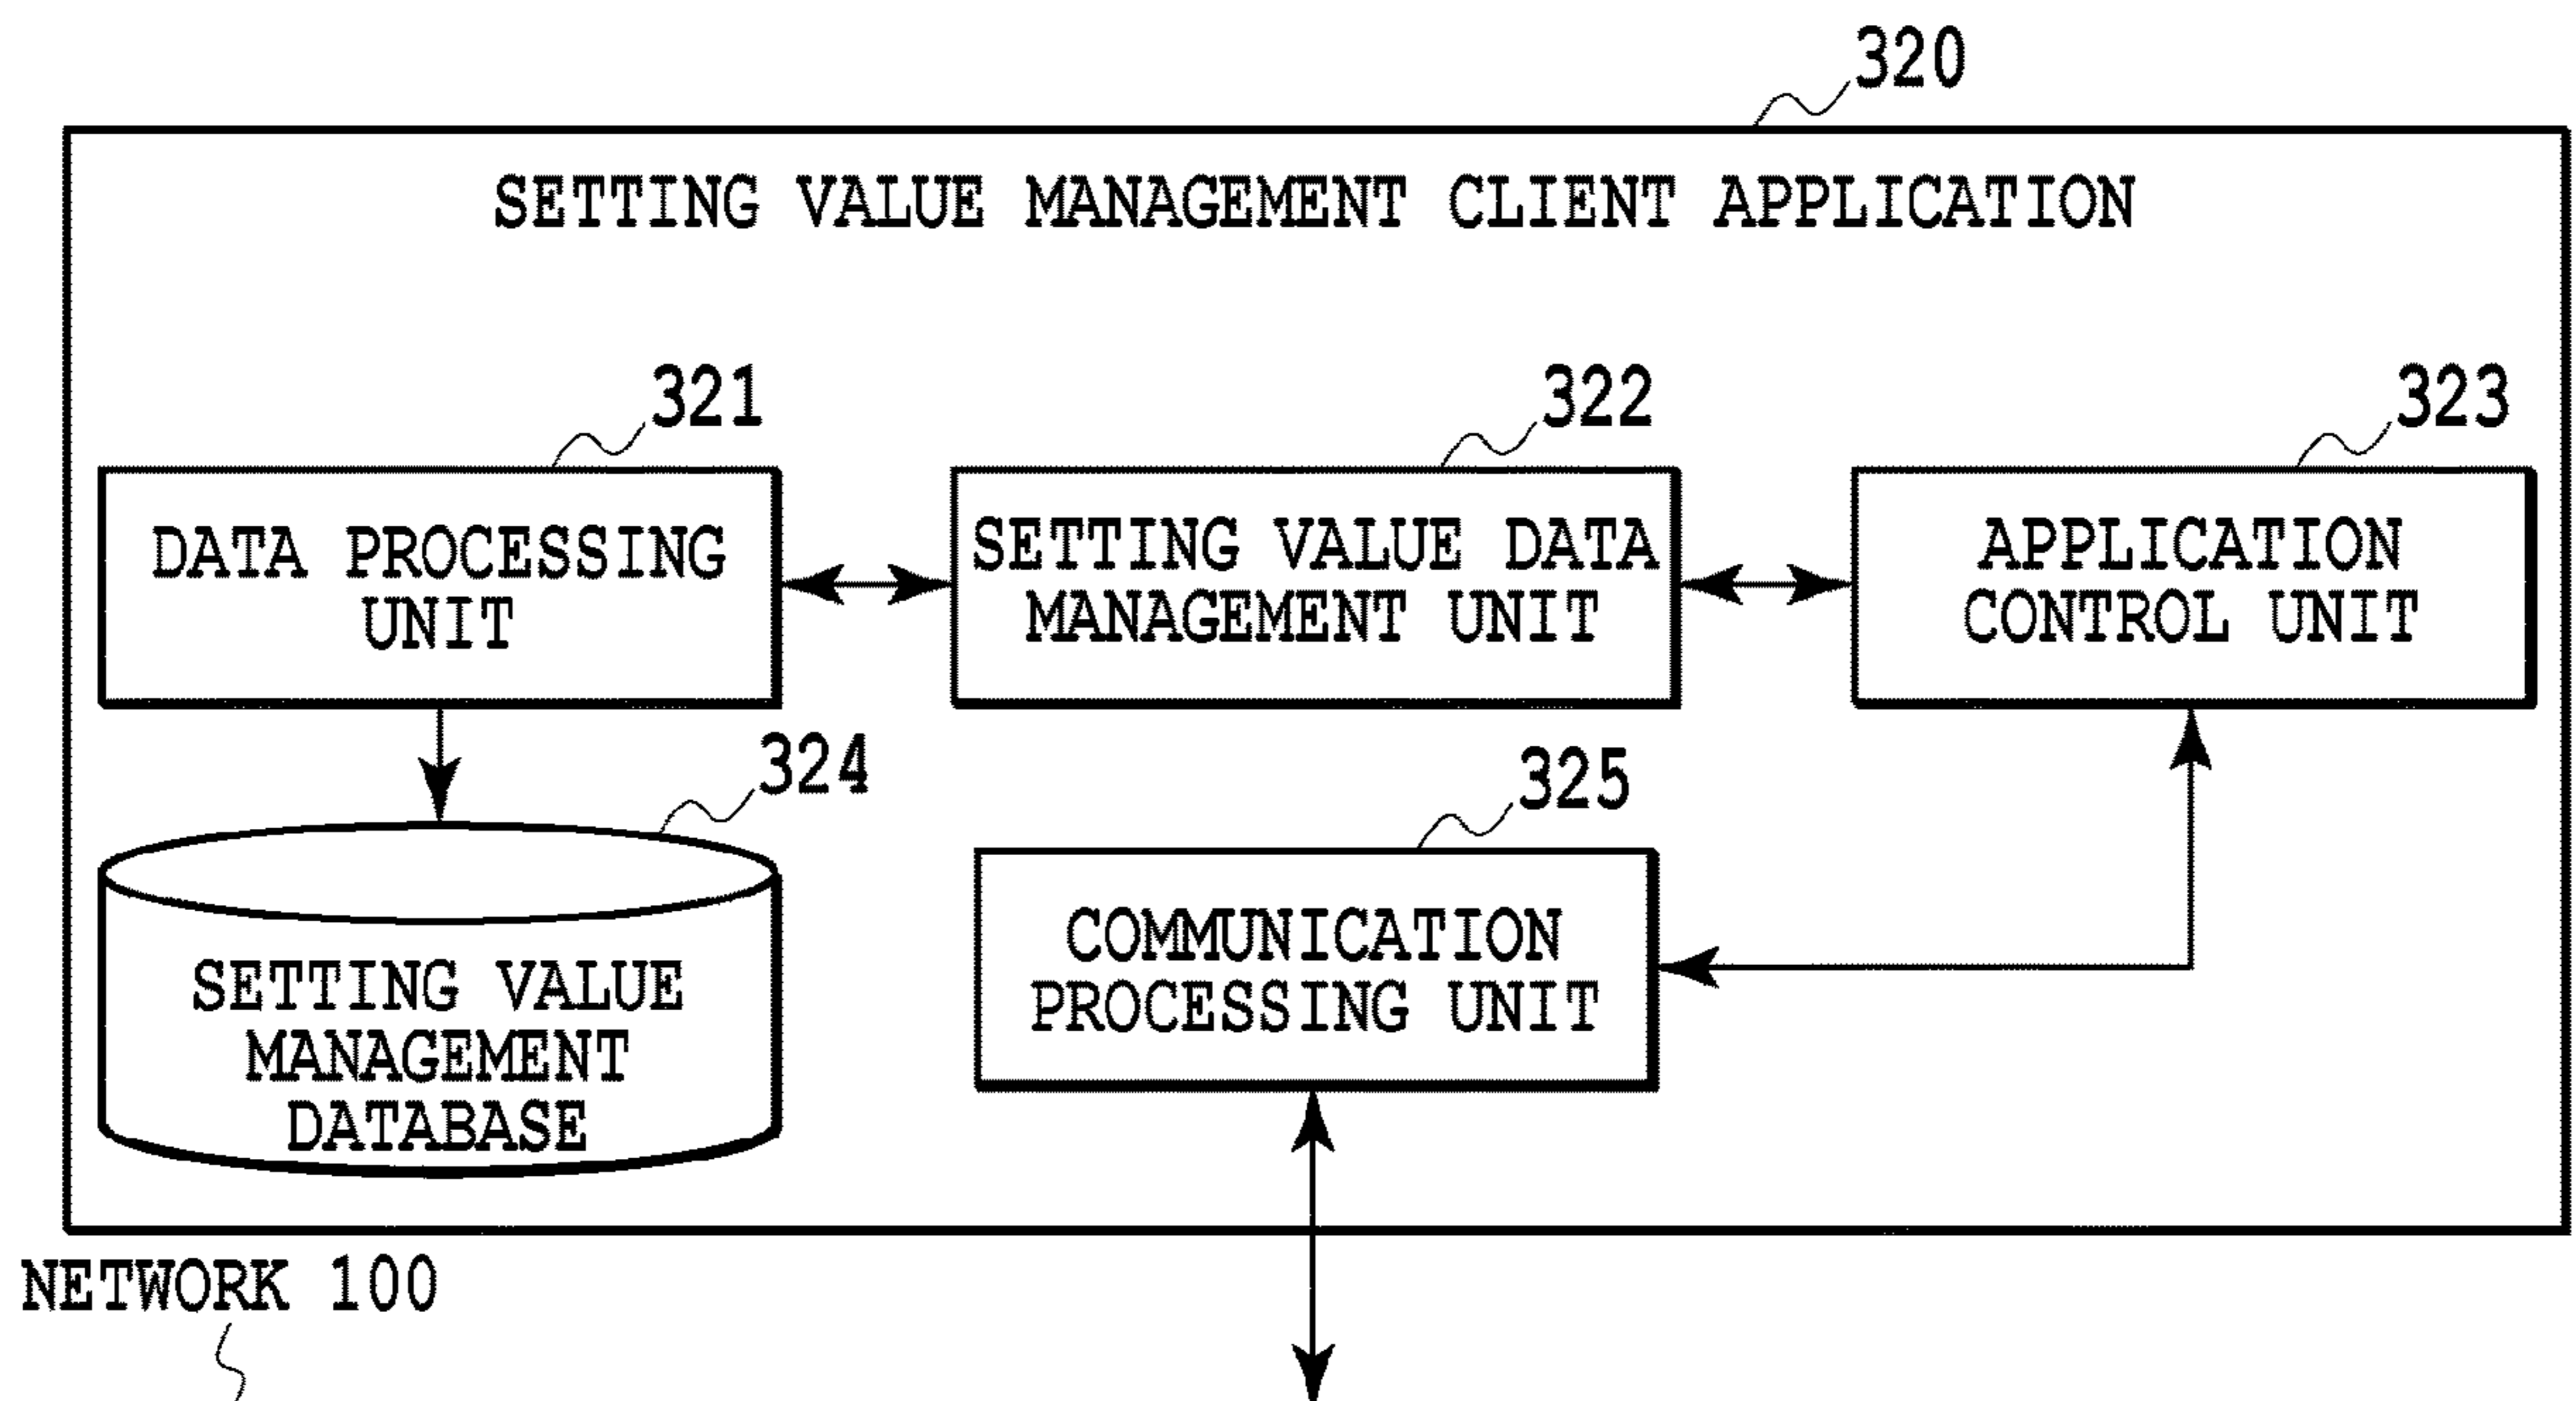 320
SETTING VALUE MANAGEMENT CLIENT APPLICATION
321
322
323
DATA PROCESSING
UNIT
SETTING VALUE DATA
MANAGEMENT UNIT
APPLICATION
CONTROL UNIT
324
325
SETTING VALUE
MANAGEMENT
DATABASE
COMMUNICATION
PROCESSING UNIT
NETWORK 100